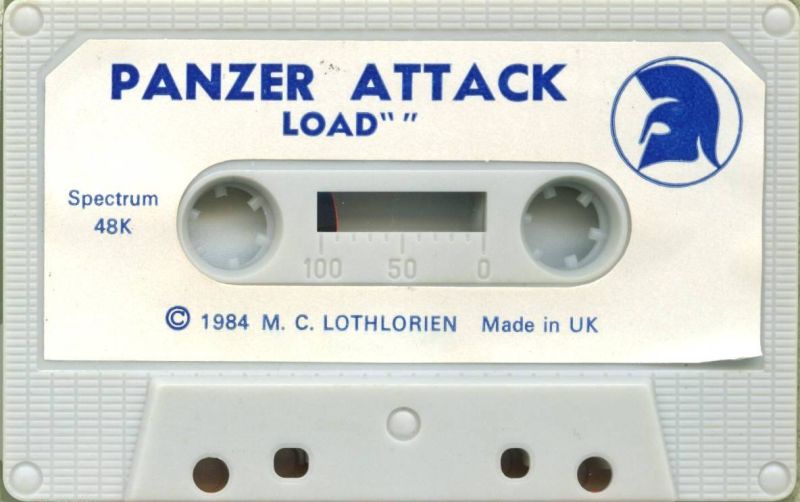 PANZER ATTACK
LOAD" "
Spectrum
48K
100 50 0
© 1984 M. C. LOTHLORIEN Made in UK